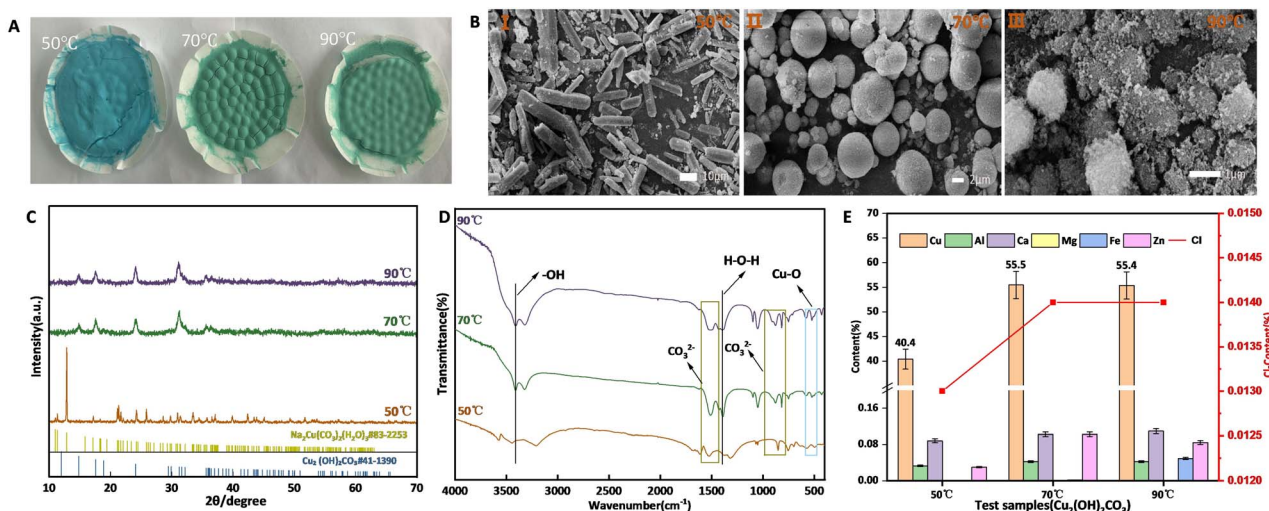 A
50℃
70℃
90℃
B
I
50℃
10μm
II
70℃
2μm
III
90℃
1μm
C
Intensity(a.u.)
90℃
70℃
50℃
Na₂Cu(CO₃)₂(H₂O)₃#83-2253
Cu₂ (OH)₂CO₃#41-1390
10 20 30 40 50 60 70
2θ/degree
D
Transmittance(%)
90℃
-OH
H-O-H
Cu-O
70℃
CO₃²⁻
CO₃²⁻
50℃
4000 3500 3000 2500 2000 1500 1000 500
Wavenumber(cm⁻¹)
E
Content(%)
70
65
60
55
50
45
40
35
0.16
0.08
0.00
Cu Al Ca Mg Fe Zn Cl
40.4
55.5
55.4
50℃ 70℃ 90℃
Test samples(Cu₂(OH)₂CO₃)
0.0150
0.0145
0.0140
0.0135
0.0130
0.0125
0.0120
Cl-Content(%)